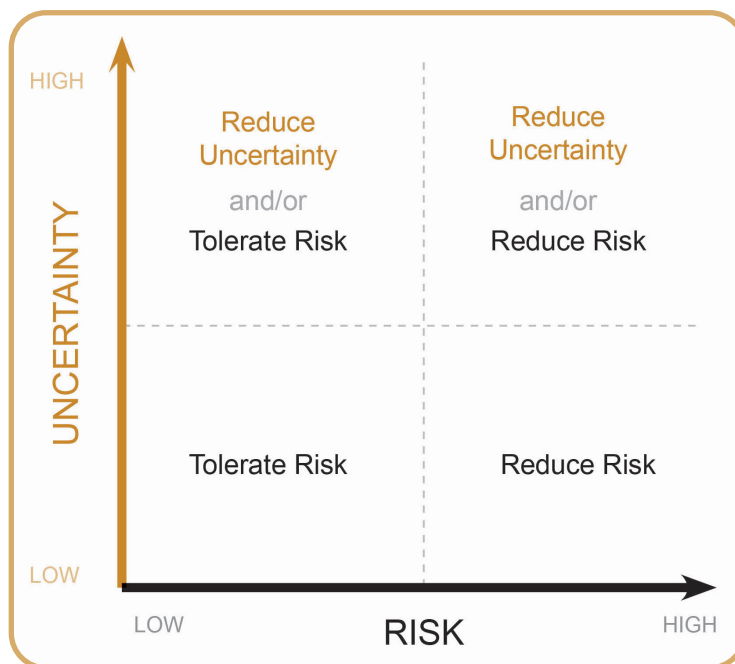 HIGH
Reduce
Uncertainty
and/or
Tolerate Risk
Reduce
Uncertainty
and/or
Reduce Risk
UNCERTAINTY
Tolerate Risk
Reduce Risk
LOW
LOW
RISK
HIGH